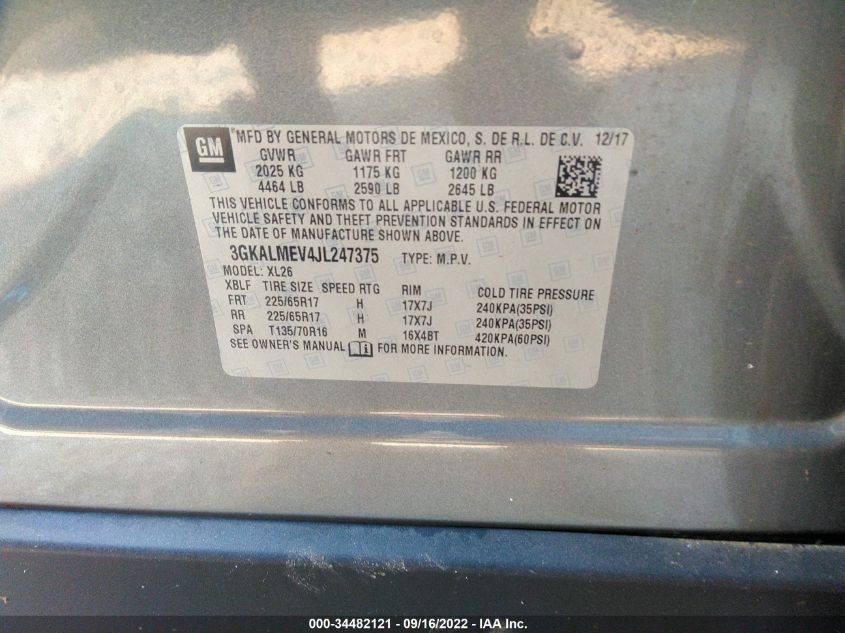 GM MFD BY GENERAL MOTORS DE MEXICO, S. DE R.L. DE C.V. 12/17
GVWR GAWR FRT GAWR RR
2025 KG 1175 KG 1200 KG
4464 LB 2590 LB 2645 LB
THIS VEHICLE CONFORMS TO ALL APPLICABLE U.S. FEDERAL MOTOR
VEHICLE SAFETY AND THEFT PREVENTION STANDARDS IN EFFECT ON
THE DATE OF MANUFACTURE SHOWN ABOVE.
3GKALMEV4JL247375 TYPE: M.P.V.
MODEL: XL26
XBLF TIRE SIZE SPEED RTG RIM COLD TIRE PRESSURE
FRT 225/65R17 H 17X7J 240KPA(35PSI)
RR 225/65R17 H 17X7J 240KPA(35PSI)
SPA T135/70R16 M 16X4BT 420KPA(60PSI)
SEE OWNER'S MANUAL i FOR MORE INFORMATION.
000-34482121 - 09/16/2022 - IAA Inc.